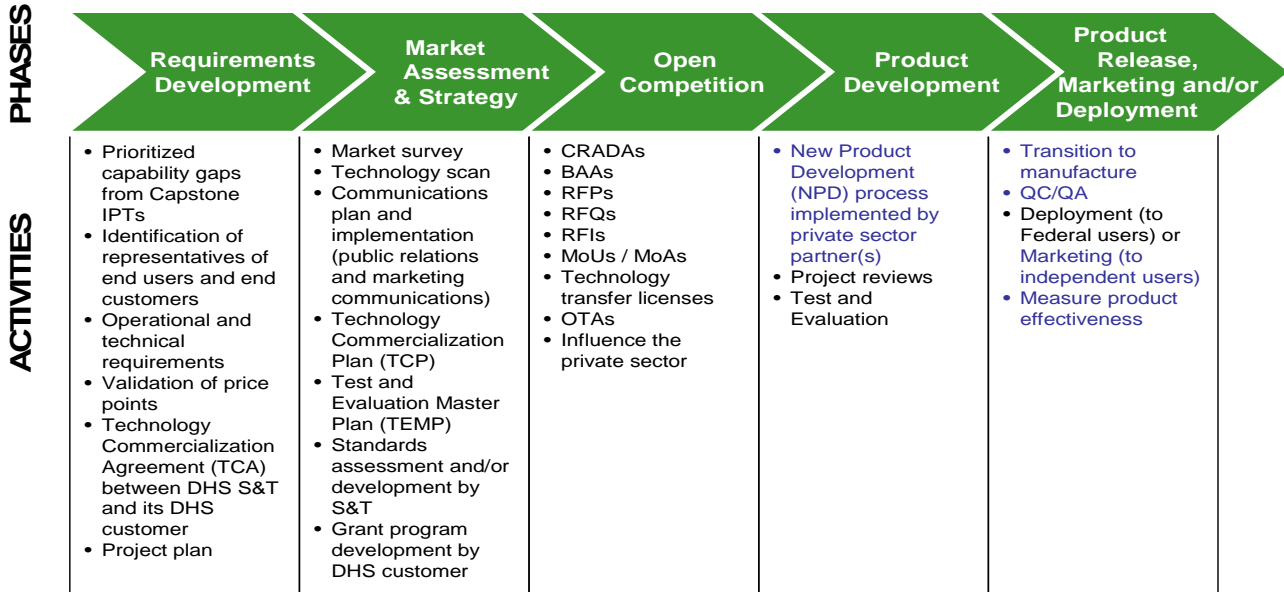 PHASES
Requirements
Development
Market
Assessment
& Strategy
Open
Competition
Product
Development
Product
Release,
Marketing and/or
Deployment
ACTIVITIES
• Prioritized
capability gaps
from Capstone
IPTs
• Identification of
representatives of
end users and end
customers
• Operational and
technical
requirements
• Validation of price
points
• Technology
Commercialization
Agreement (TCA)
between DHS S&T
and its DHS
customer
• Project plan
• Market survey
• Technology scan
• Communications
plan and
implementation
(public relations
and marketing
communications)
• Technology
Commercialization
Plan (TCP)
• Test and
Evaluation Master
Plan (TEMP)
• Standards
assessment and/or
development by
S&T
• Grant program
development by
DHS customer
• CRADAs
• BAAs
• RFPs
• RFQs
• RFIs
• MoUs / MoAs
• Technology
transfer licenses
• OTAs
• Influence the
private sector
• New Product
Development
(NPD) process
implemented by
private sector
partner(s)
• Project reviews
• Test and
Evaluation
• Transition to
manufacture
• QC/QA
• Deployment (to
Federal users) or
Marketing (to
independent users)
• Measure product
effectiveness